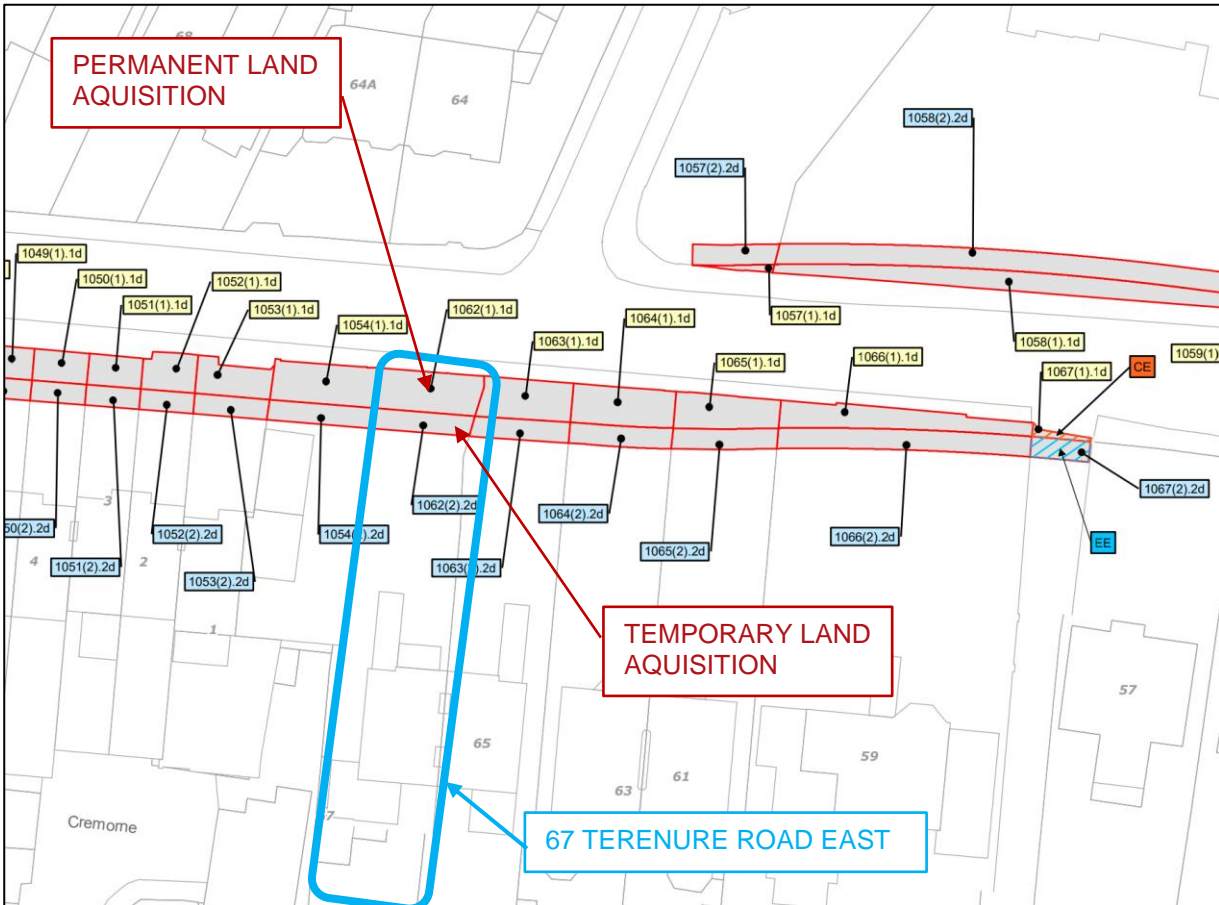 68
PERMANENT LAND
AQUISITION
64A
64
1058(2).2d
1057(2).2d
1049(1).1d
1050(1).1d
1051(1).1d
1052(1).1d
1053(1).1d
1054(1).1d
1062(1).1d
1063(1).1d
1064(1).1d
1065(1).1d
1066(1).1d
1057(1).1d
1058(1).1d
1059(1)
1067(1).1d
CE
50(2).2d
1051(2).2d
1052(2).2d
1053(2).2d
1062(2).2d
1064(2).2d
1065(2).2d
1066(2).2d
1067(2).2d
EE
3
4
2
1
TEMPORARY LAND
AQUISITION
65
63
61
59
57
Cremorne
67 TERENURE ROAD EAST